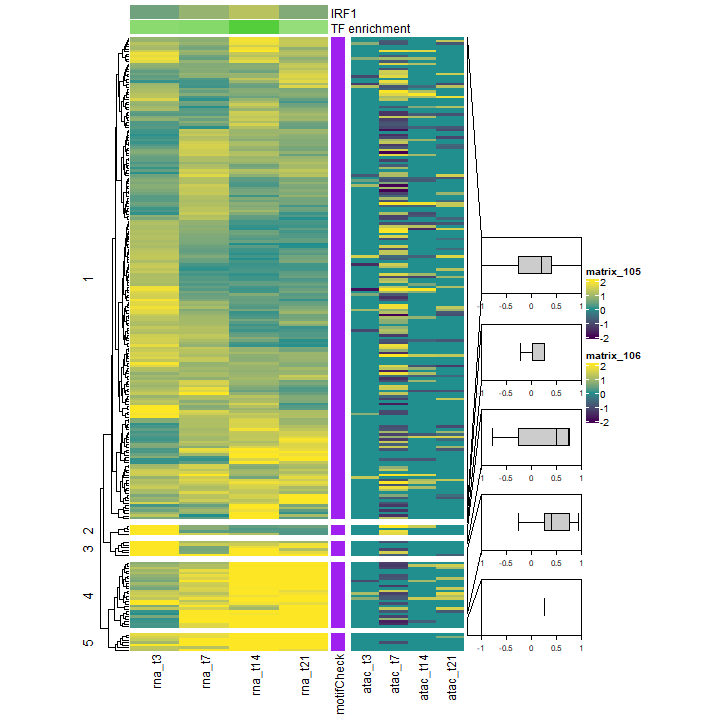 IRF1
TF enrichment
1
2
3
4
5
-1 -0.5 0 0.5 1
-1 -0.5 0 0.5 1
-1 -0.5 0 0.5 1
-1 -0.5 0 0.5 1
-1 -0.5 0 0.5 1
matrix_105
2
1
0
-1
-2
matrix_106
2
1
0
-1
-2
rna_t3
rna_t7
rna_t14
rna_t21
motifCheck
atac_t3
atac_t7
atac_t14
atac_t21